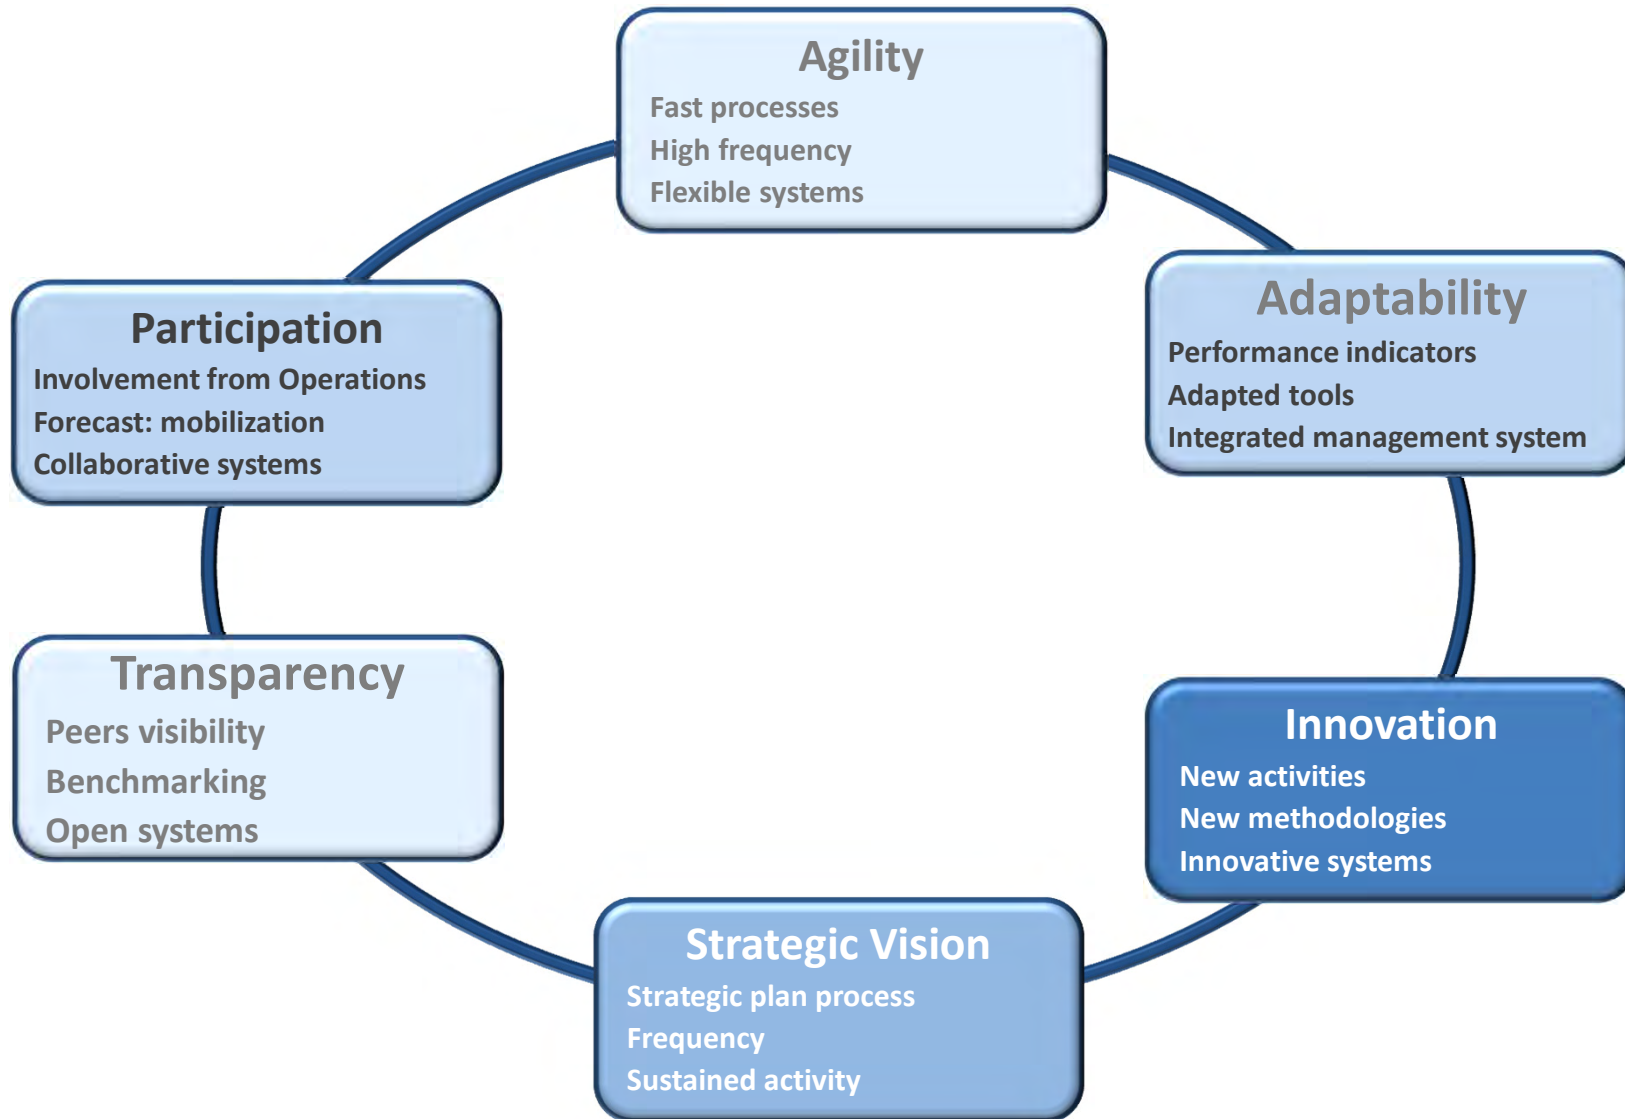 Agility
Fast processes
High frequency
Flexible systems
Adaptability
Performance indicators
Adapted tools
Integrated management system
Innovation
New activities
New methodologies
Innovative systems
Strategic Vision
Strategic plan process
Frequency
Sustained activity
Transparency
Peers visibility
Benchmarking
Open systems
Participation
Involvement from Operations
Forecast: mobilization
Collaborative systems